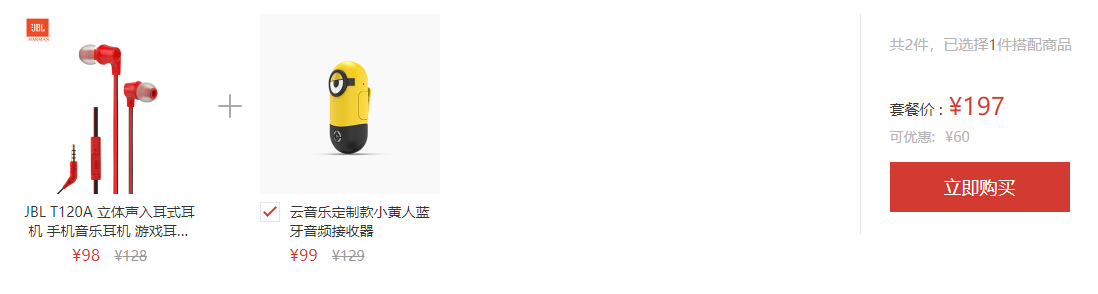 JBL
HARMAN
JBL T120A 立体声入耳式耳
机 手机音乐耳机 游戏耳...
¥98 ¥128
云音乐定制款小黄人蓝
牙音频接收器
¥99 ¥129
共2件，已选择1件搭配商品
套餐价：¥197
可优惠: ¥60
立即购买